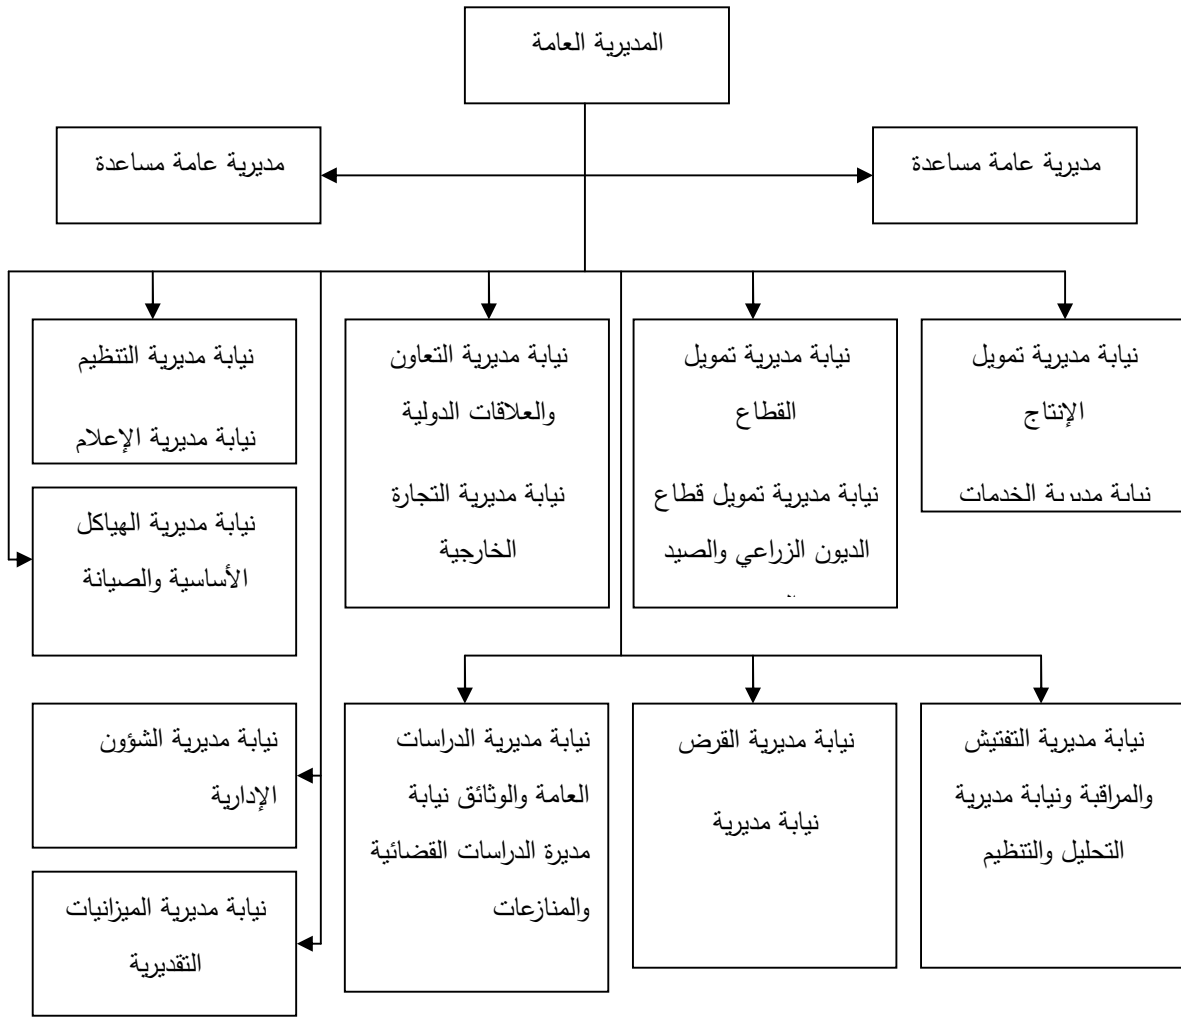 المديرية العامة
مديرية عامة مساعدة
مديرية عامة مساعدة
نيابة مديرية تمويل
الإنتاج
نيابة مديرية الخدمات
نيابة مديرية تمويل
القطاع
نيابة مديرية تمويل قطاع
الديون الزراعي والصيد
نيابة مديرية التعاون
والعلاقات الدولية
نيابة مديرية التجارة
الخارجية
نيابة مديرية التنظيم
نيابة مديرية الإعلام
نيابة مديرية الهياكل
الأساسية والصيانة
نيابة مديرية التفتيش
والمراقبة ونيابة مديرية
التحليل والتنظيم
نيابة مديرية القرض
نيابة مديرية
نيابة مديرية الدراسات
العامة والوثائق نيابة
مديرة الدراسات القضائية
والمنازعات
نيابة مديرية الشؤون
الإدارية
نيابة مديرية الميزانيات
التقديرية